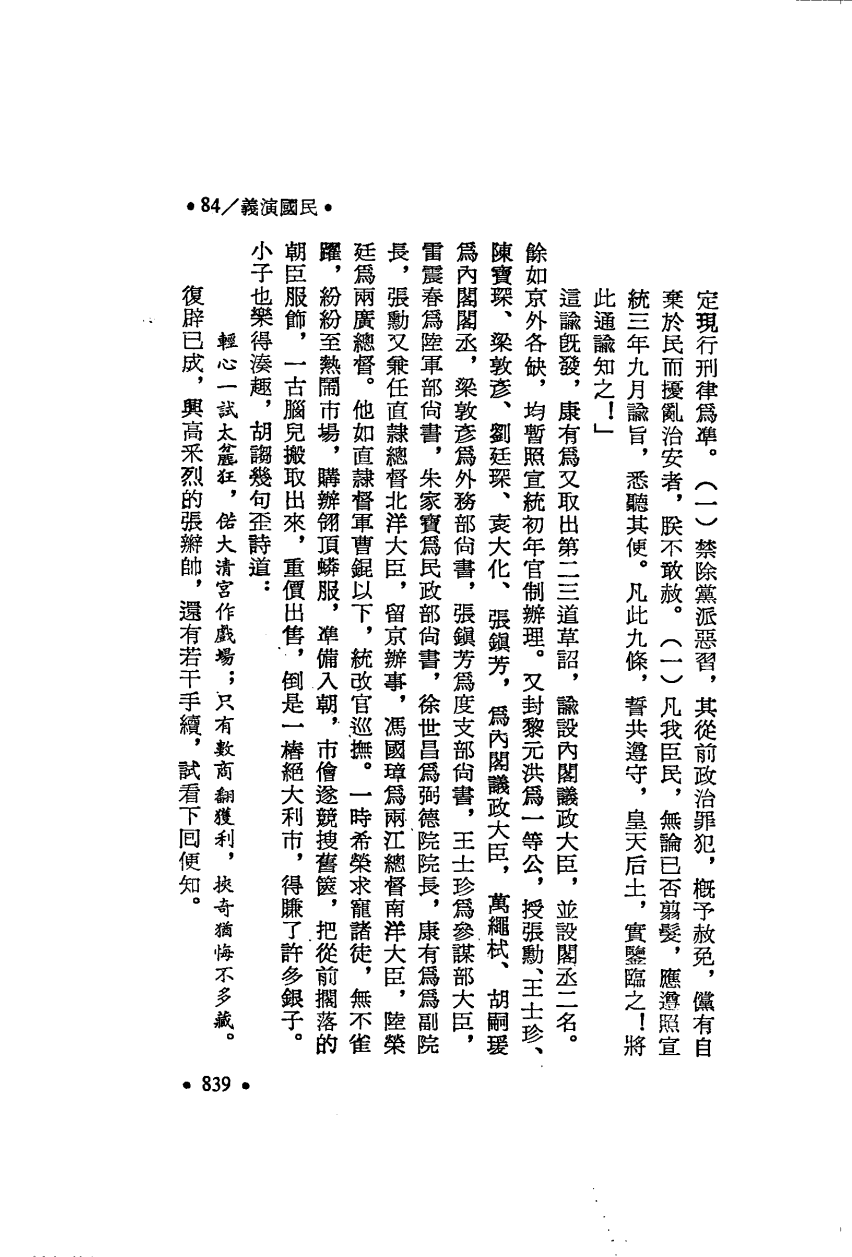 •84／義演國民•
定現行刑律爲準。（一）禁除黨派惡習，其從前政治罪犯，概予赦免，儻有自
棄於民而擾亂治安者，朕不敢赦。（一）凡我臣民，無論已否翦髮，應遵照宣
統三年九月諭旨，悉聽其便。凡此九條，誓共遵守，皇天后土，實鑒臨之！將
此通諭知之！」
這諭旣發，康有爲又取出第二三道草詔，諭設內閣議政大臣，並設閣丞二名。
餘如京外各缺，均暫照宣統初年官制辦理。又封黎元洪爲一等公，授張勳、王士珍、
陳寶琛、梁敦彥、劉廷琛、袁大化、張鎭芳，爲內閣議政大臣，萬繩栻、胡嗣瑗
爲內閣閣丞，梁敦彥爲外務部尙書，張鎭芳爲度支部尙書，王士珍爲參謀部大臣，
雷震春爲陸軍部尙書，朱家寶爲民政部尙書，徐世昌爲弼德院院長，康有爲爲副院
長，張勳又兼任直隸總督北洋大臣，留京辦事，馮國璋爲兩江總督南洋大臣，陸榮
廷爲兩廣總督。他如直隸督軍曹錕以下，統改官巡撫。一時希榮求寵諸徒，無不雀
躍，紛紛至熱鬧市場，購辦翎頂蟒服，準備入朝，市儈遂競搜舊篋，把從前擱落的
朝臣服飾，一古腦兒搬取出來，重價出售，倒是一樁絕大利市，得賺了許多銀子。
小子也樂得湊趣，胡謅幾句歪詩道：
輕心一試太麄狂，偌大清宮作戲場；只有數商翻獲利，挾奇猶悔不多藏。
復辟已成，興高釆烈的張辮帥，還有若干手續，試看下回便知。
•839•